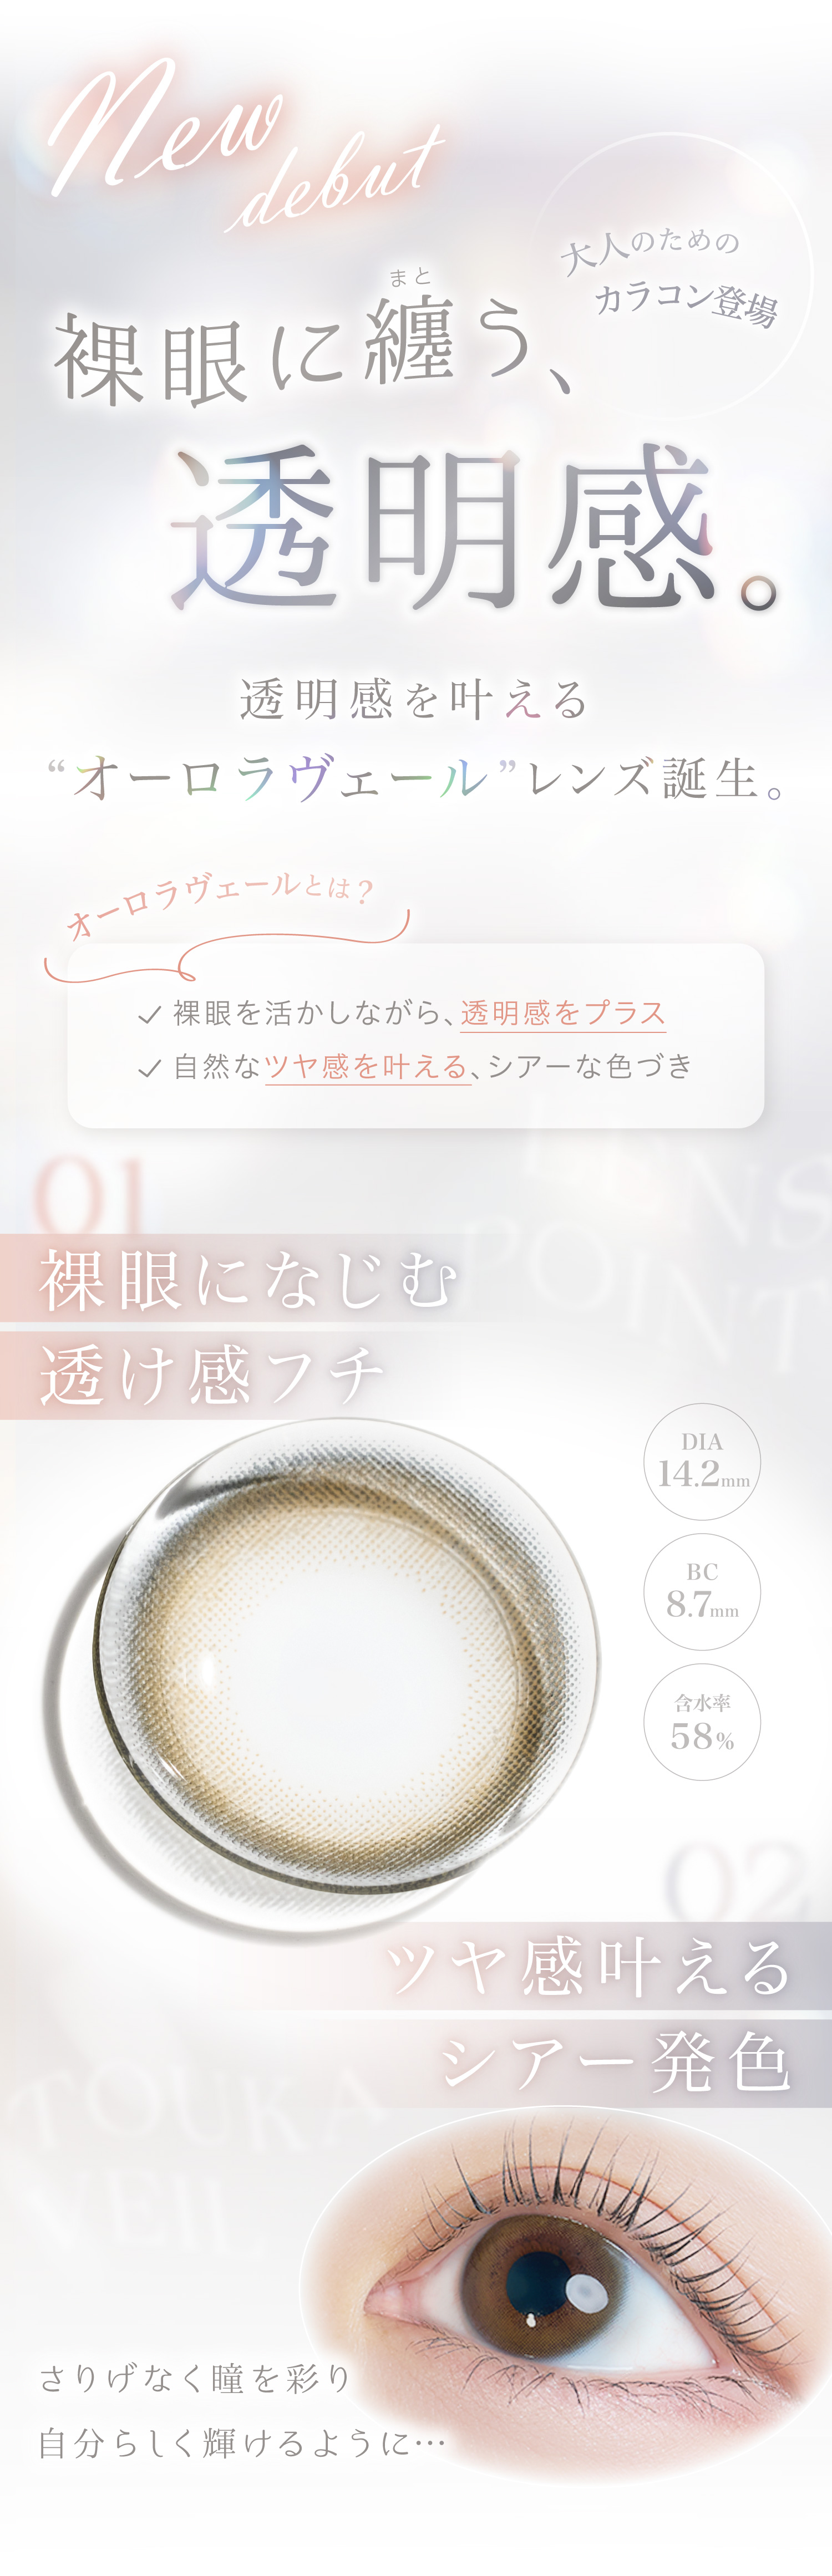 New
debut
大人のための
カラコン登場
まと
裸眼に纏う、
透明感。
透明感を叶える
“オーロラヴェール”レンズ誕生。
オーロラヴェールとは?
✓ 裸眼を活かしながら、透明感をプラス
✓ 自然なツヤ感を叶える、シアーな色づき
LENS
POINT
01
裸眼になじむ
透け感フチ
DIA
14.2mm
BC
8.7mm
含水率
58%
02
ツヤ感叶える
シアー発色
TOUKA
VEIL
さりげなく瞳を彩り
自分らしく輝けるように…